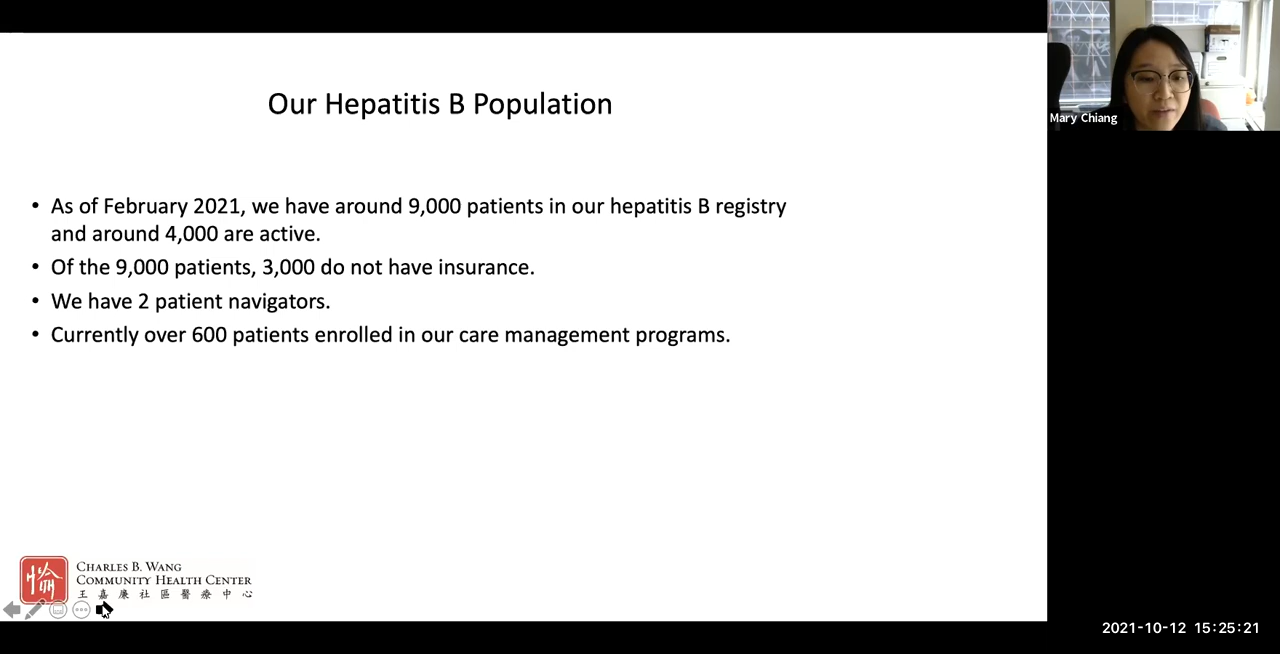 Our Hepatitis B Population
• As of February 2021, we have around 9,000 patients in our hepatitis B registry
and around 4,000 are active.
• Of the 9,000 patients, 3,000 do not have insurance.
• We have 2 patient navigators.
• Currently over 600 patients enrolled in our care management programs.
CHARLES B. WANG
COMMUNITY HEALTH CENTER
王嘉廉社區醫療中心
Mary Chiang
2021-10-12 15:25:21